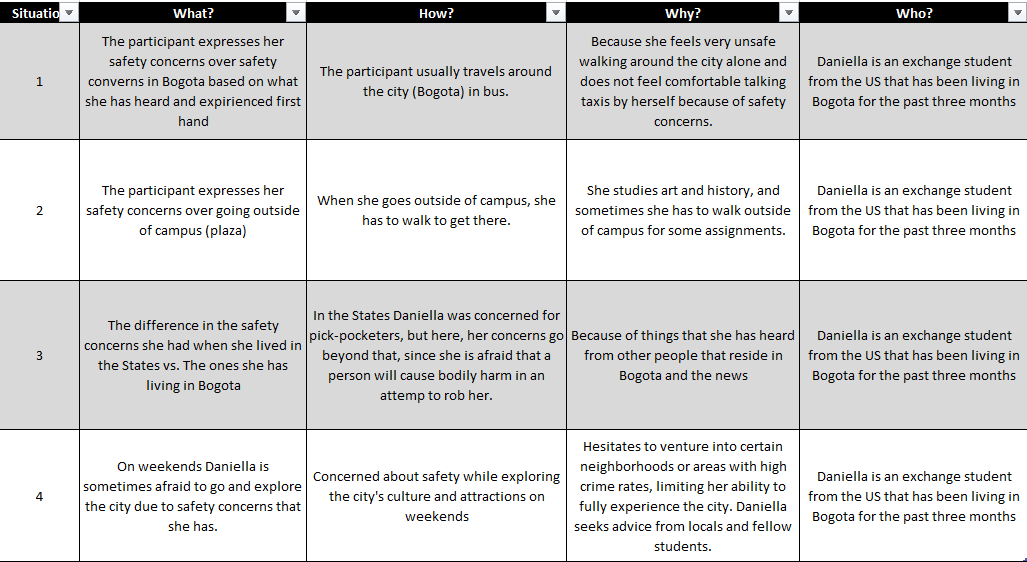 Situatio What? How? Why? Who?
1
The participant expresses her
safety concerns over safety
converns in Bogota based on what
she has heard and expirienced first
hand
The participant usually travels around
the city (Bogota) in bus.
Because she feels very unsafe
walking around the city alone and
does not feel comfortable talking
taxis by herself because of safety
concerns.
Daniella is an exchange student
from the US that has been living in
Bogota for the past three months
2
The participant expresses her
safety concerns over going outside
of campus (plaza)
When she goes outside of campus, she
has to walk to get there.
She studies art and history, and
sometimes she has to walk outside
of campus for some assignments.
Daniella is an exchange student
from the US that has been living in
Bogota for the past three months
3
The difference in the safety
concerns she had when she lived in
the States vs. The ones she has
living in Bogota
In the States Daniella was concerned for
pick-pocketers, but here, her concerns go
beyond that, since she is afraid that a
person will cause bodily harm in an
attemp to rob her.
Because of things that she has heard
from other people that reside in
Bogota and the news
Daniella is an exchange student
from the US that has been living in
Bogota for the past three months
4
On weekends Daniella is
sometimes afraid to go and explore
the city due to safety concerns that
she has.
Concerned about safety while exploring
the city's culture and attractions on
weekends
Hesitates to venture into certain
neighborhoods or areas with high
crime rates, limiting her ability to
fully experience the city. Daniella
seeks advice from locals and fellow
students.
Daniella is an exchange student
from the US that has been living in
Bogota for the past three months